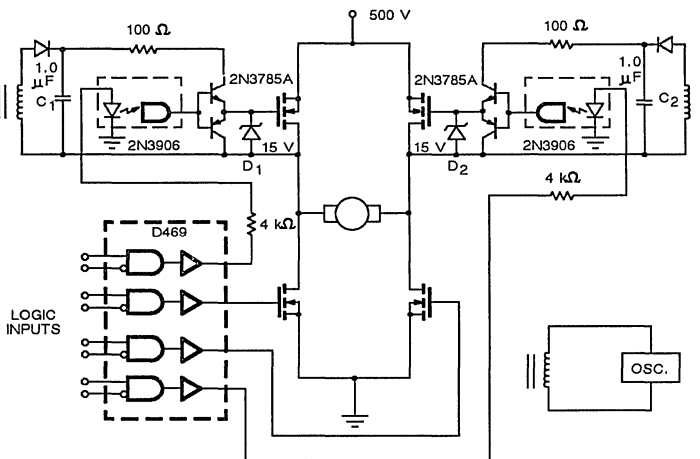 500 V
100 Ω
100 Ω
2N3785A
2N3785A
1.0
μF
C1
1.0
μF
C2
2N3906
15 V
D1
15 V
D2
2N3906
4 kΩ
4 kΩ
D469
LOGIC
INPUTS
OSC.